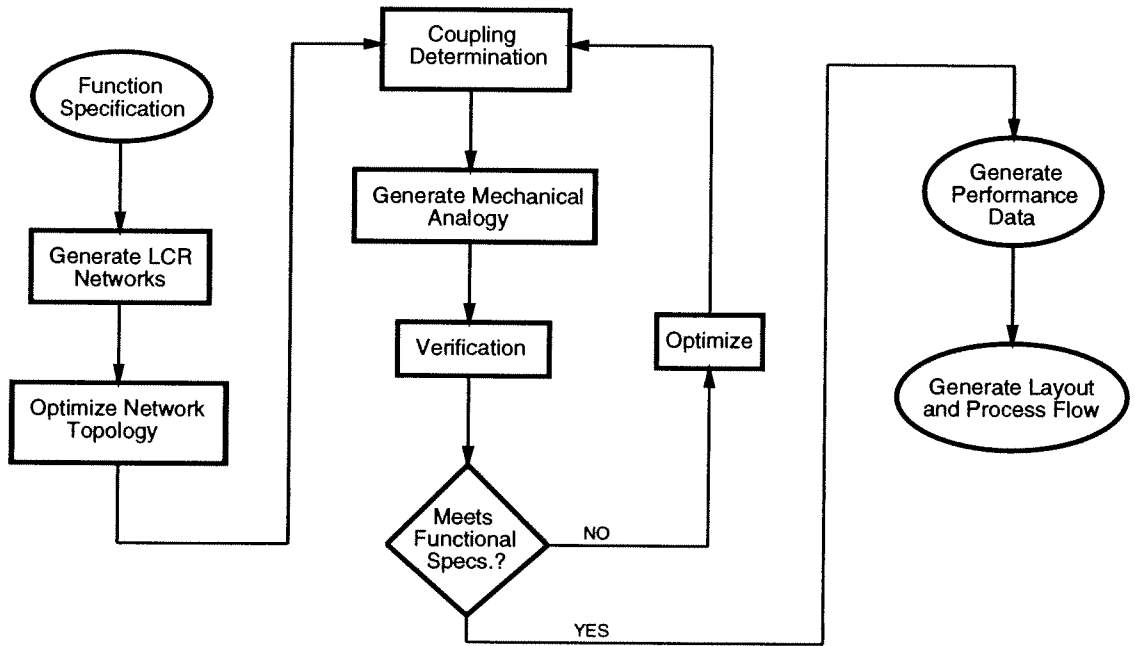 Function
Specification
Generate LCR
Networks
Optimize Network
Topology
Coupling
Determination
Generate Mechanical
Analogy
Verification
Meets
Functional
Specs.?
NO
Optimize
YES
Generate
Performance
Data
Generate Layout
and Process Flow